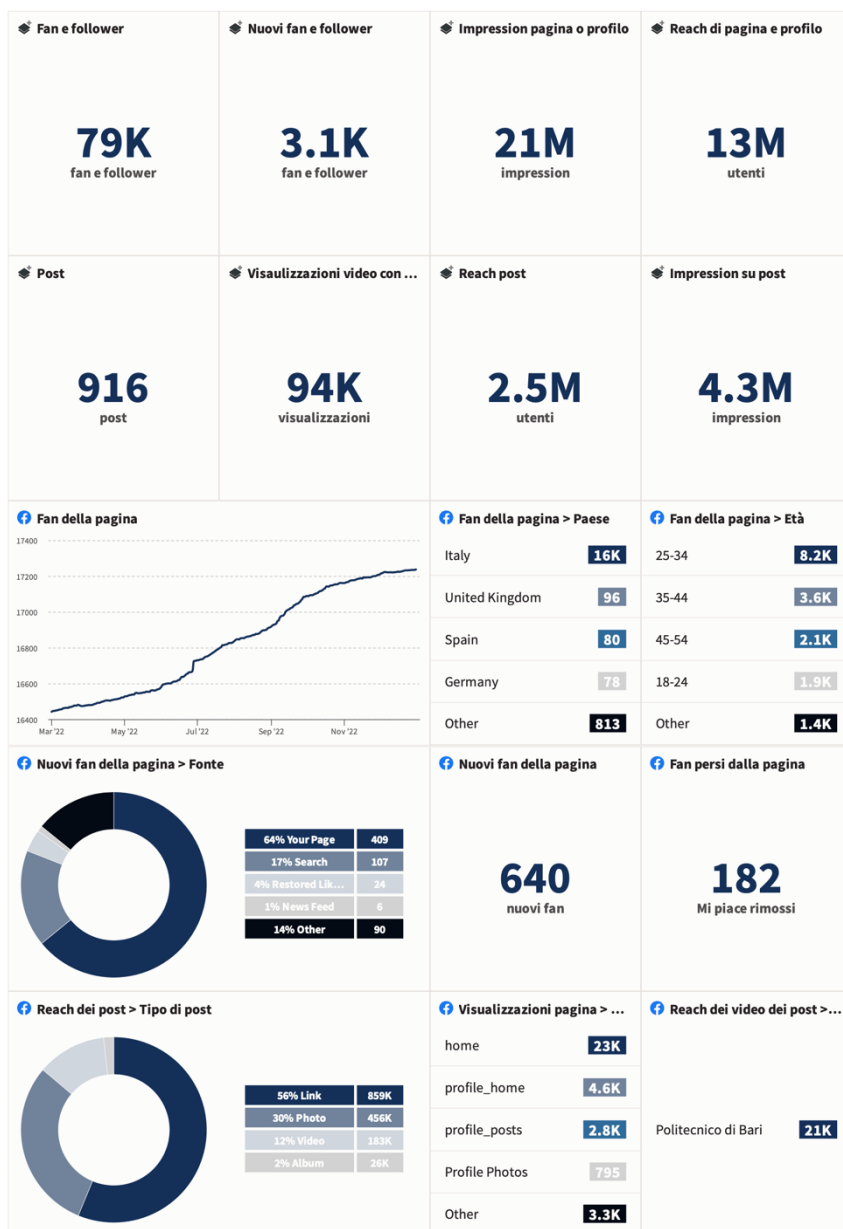 Fan e follower
79K
fan e follower
Nuovi fan e follower
3.1K
fan e follower
Impression pagina o profilo
21M
impression
Reach di pagina e profilo
13M
utenti
Post
916
post
Visaulizzazioni video con ...
94K
visualizzazioni
Reach post
2.5M
utenti
Impression su post
4.3M
impression
Fan della pagina
17400
17200
17000
16800
16600
16400
Mar '22 May '22 Jul '22 Sep '22 Nov '22
Fan della pagina > Paese
Italy 16K
United Kingdom 96
Spain 80
Germany 78
Other 813
Fan della pagina > Età
25-34 8.2K
35-44 3.6K
45-54 2.1K
18-24 1.9K
Other 1.4K
Nuovi fan della pagina > Fonte
64% Your Page 409
17% Search 107
4% Restored Lik... 24
1% News Feed 6
14% Other 90
Nuovi fan della pagina
640
nuovi fan
Fan persi dalla pagina
182
Mi piace rimossi
Reach dei post > Tipo di post
56% Link 859K
30% Photo 456K
12% Video 183K
2% Album 26K
Visualizzazioni pagina > ...
home 23K
profile_home 4.6K
profile_posts 2.8K
Profile Photos 795
Other 3.3K
Reach dei video dei post >...
Politecnico di Bari 21K